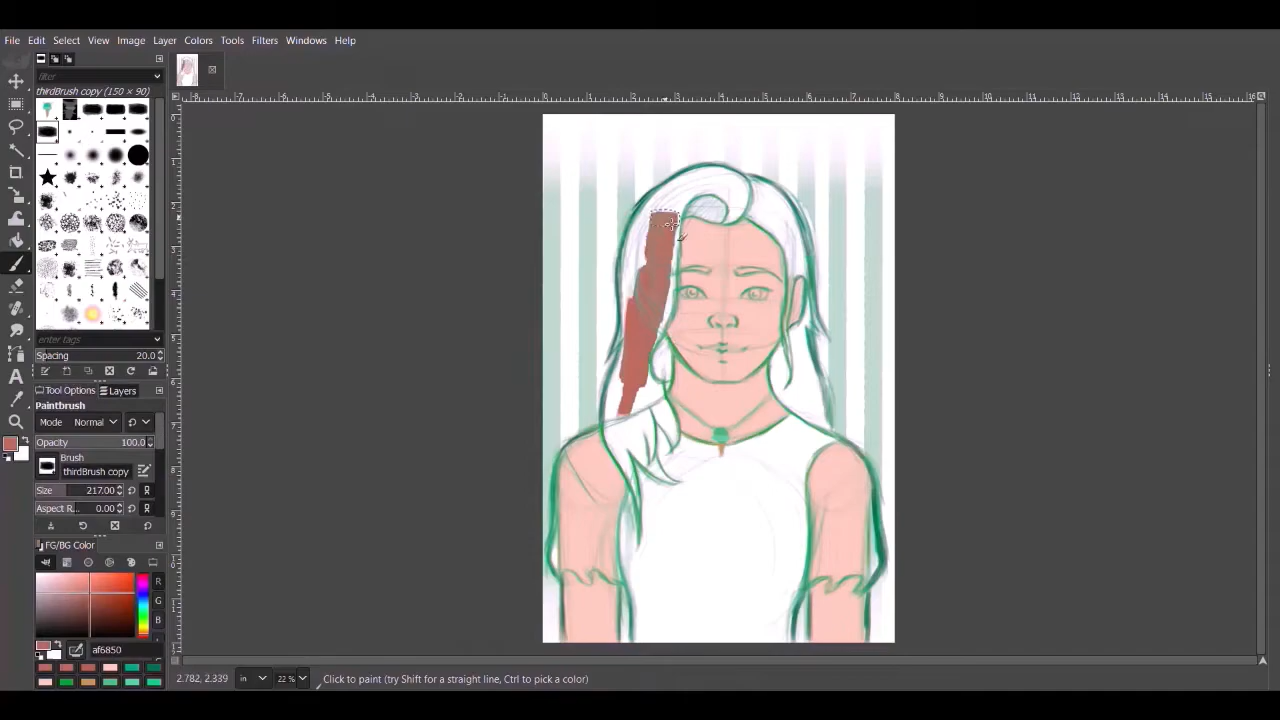 File Edit Select View Image Layer Colors Tools Filters Windows Help
filter
thirdBrush copy (150 × 90)
enter tags
Spacing 20.0
Tool Options Layers
Paintbrush
Mode Normal
Opacity 100.0
Brush
thirdBrush copy
Size 217.00
Aspect R... 0.00
FG/BG Color
R
G
B
af6850
2.782, 2.339 in 22 % Click to paint (try Shift for a straight line, Ctrl to pick a color)